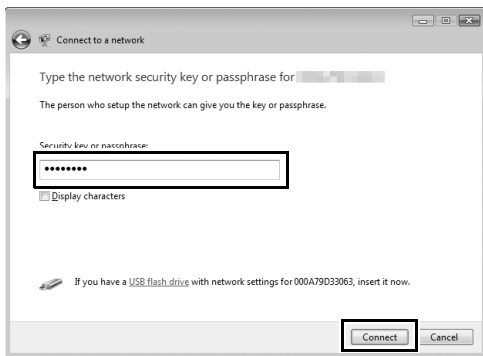 Connect to a network
Type the network security key or passphrase for
The person who setup the network can give you the key or passphrase.
Security key or passphrase:
••••••••
Display characters
If you have a USB flash drive with network settings for 000A79D33063, insert it now.
Connect Cancel